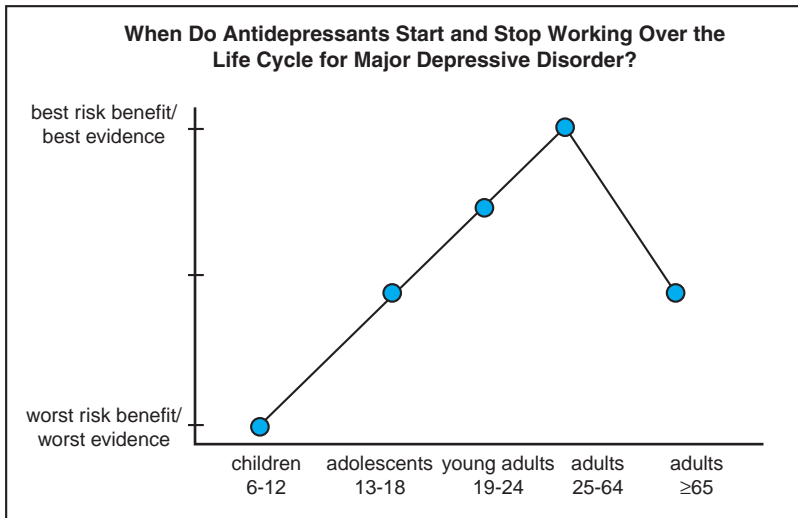 When Do Antidepressants Start and Stop Working Over the
Life Cycle for Major Depressive Disorder?
best risk benefit/
best evidence
worst risk benefit/
worst evidence
children
6-12
adolescents
13-18
young adults
19-24
adults
25-64
adults
≥65